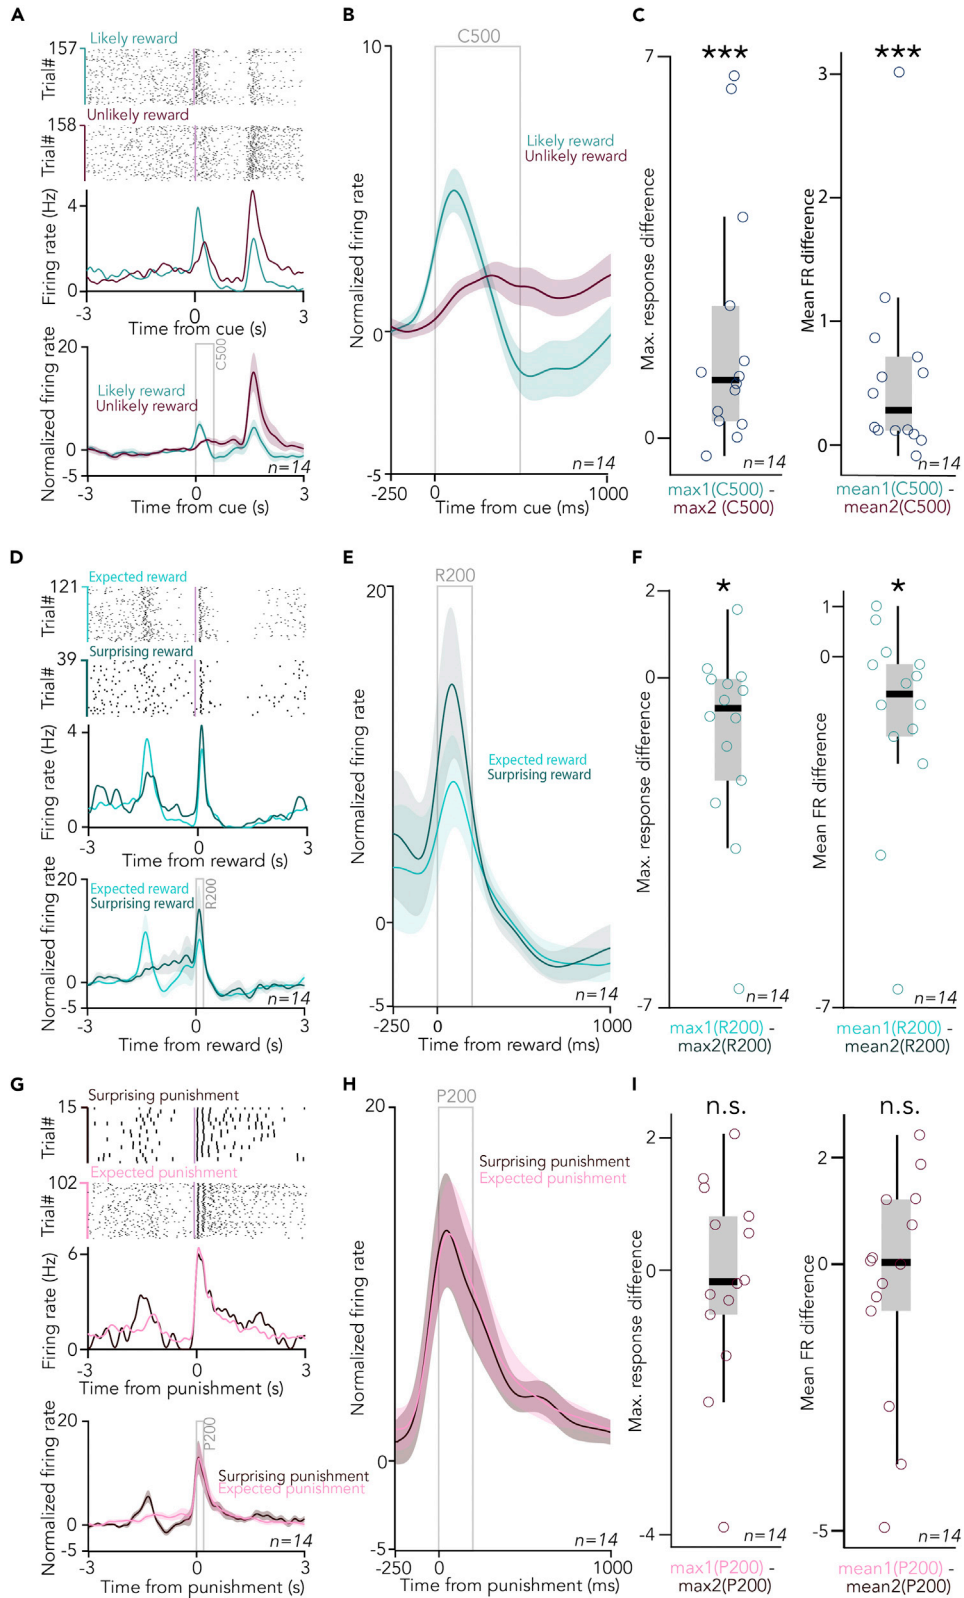 A
Likely reward
157
Trial#
Unlikely reward
158
Trial#
Firing rate (Hz)
4
0
-3
0
3
Time from cue (s)
Normalized firing rate
20
C500
Likely reward
Unlikely reward
0
-5
n=14
-3
0
3
Time from cue (s)
B
C500
10
Likely reward
Unlikely reward
Normalized firing rate
0
-5
n=14
-250
0
1000
Time from cue (ms)
C
7
***
Max. response difference
0
n=14
max1(C500) -
max2 (C500)
***
3
2
Mean FR difference
1
0
n=14
mean1(C500) -
mean2(C500)
D
Expected reward
121
Trial#
Surprising reward
39
Trial#
Firing rate (Hz)
4
0
-3
0
3
Time from reward (s)
Normalized firing rate
20
Expected reward
Surprising reward
R200
0
-5
n=14
-3
0
3
Time from reward (s)
E
R200
20
Expected reward
Surprising reward
Normalized firing rate
0
-5
n=14
-250
0
1000
Time from reward (ms)
F
2
*
0
Max. response difference
-7
n=14
max1(R200) -
max2(R200)
*
1
0
Mean FR difference
-7
n=14
mean1(R200) -
mean2(R200)
G
Surprising punishment
15
Trial#
Expected punishment
102
Trial#
Firing rate (Hz)
6
0
-3
0
3
Time from punishment (s)
Normalized firing rate
20
P200
Surprising punishment
Expected punishment
0
-5
n=14
-3
0
3
Time from punishment (s)
H
P200
20
Surprising punishment
Expected punishment
Normalized firing rate
0
-5
n=14
-250
0
1000
Time from punishment (ms)
I
n.s.
2
Max. response difference
0
-4
n=14
max1(P200) -
max2(P200)
n.s.
2
0
Mean FR difference
-5
n=14
mean1(P200) -
mean2(P200)